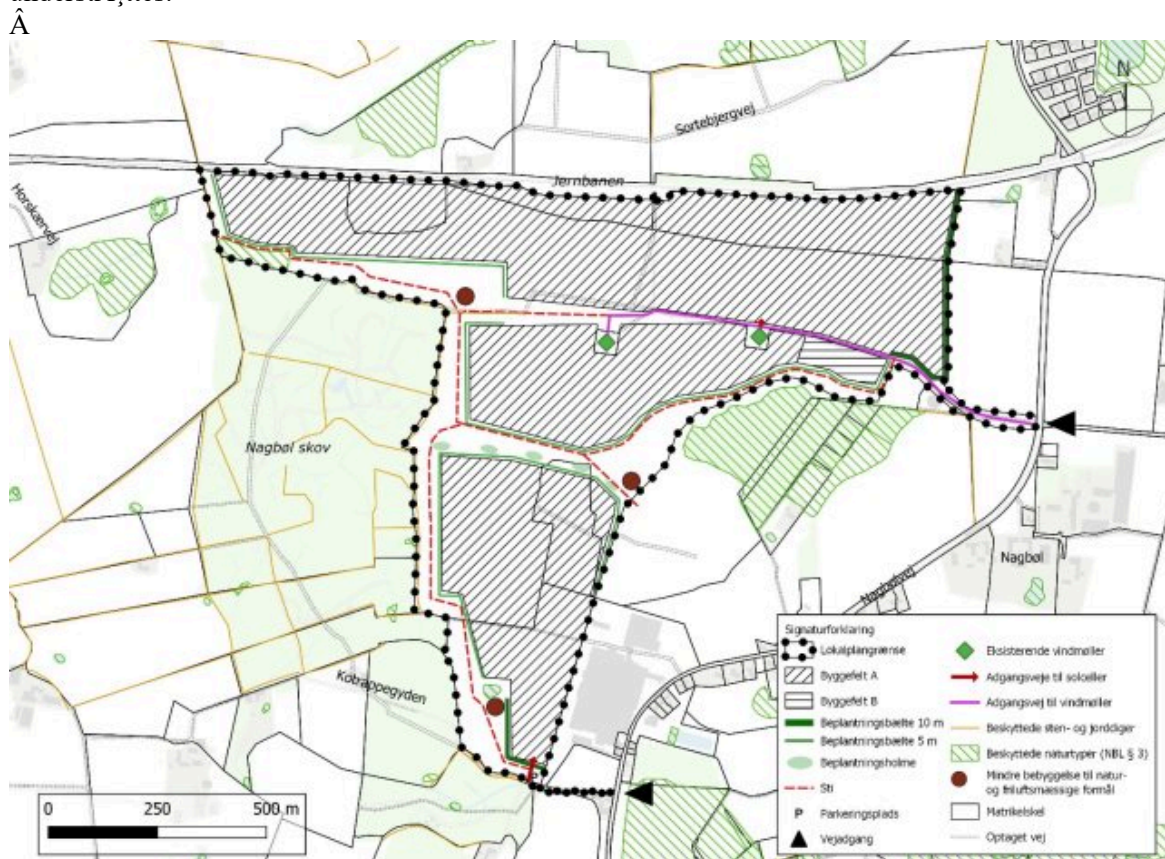 Â
N
Sortebjergvej
Jernbanen
Horskærvej
Nagbøl skov
Nagbøl
Nagbølvej
Kotrappegyden
0 250 500 m
Signaturforklaring
Lokalplangrænse
Byggefelt A
Byggefelt B
Beplantningsbælte 10 m
Beplantningsbælte 5 m
Beplantningsholme
Sti
P Parkeringsplads
Vejadgang
Eksisterende vindmøller
Adgangsveje til solceller
Adgangsvej til vindmøller
Beskyttede sten- og jorddiger
Beskyttede naturtyper (NBL § 3)
Mindre bebyggelse til natur-
og friluftsmæssige formål
Matrikelskel
Optaget vej